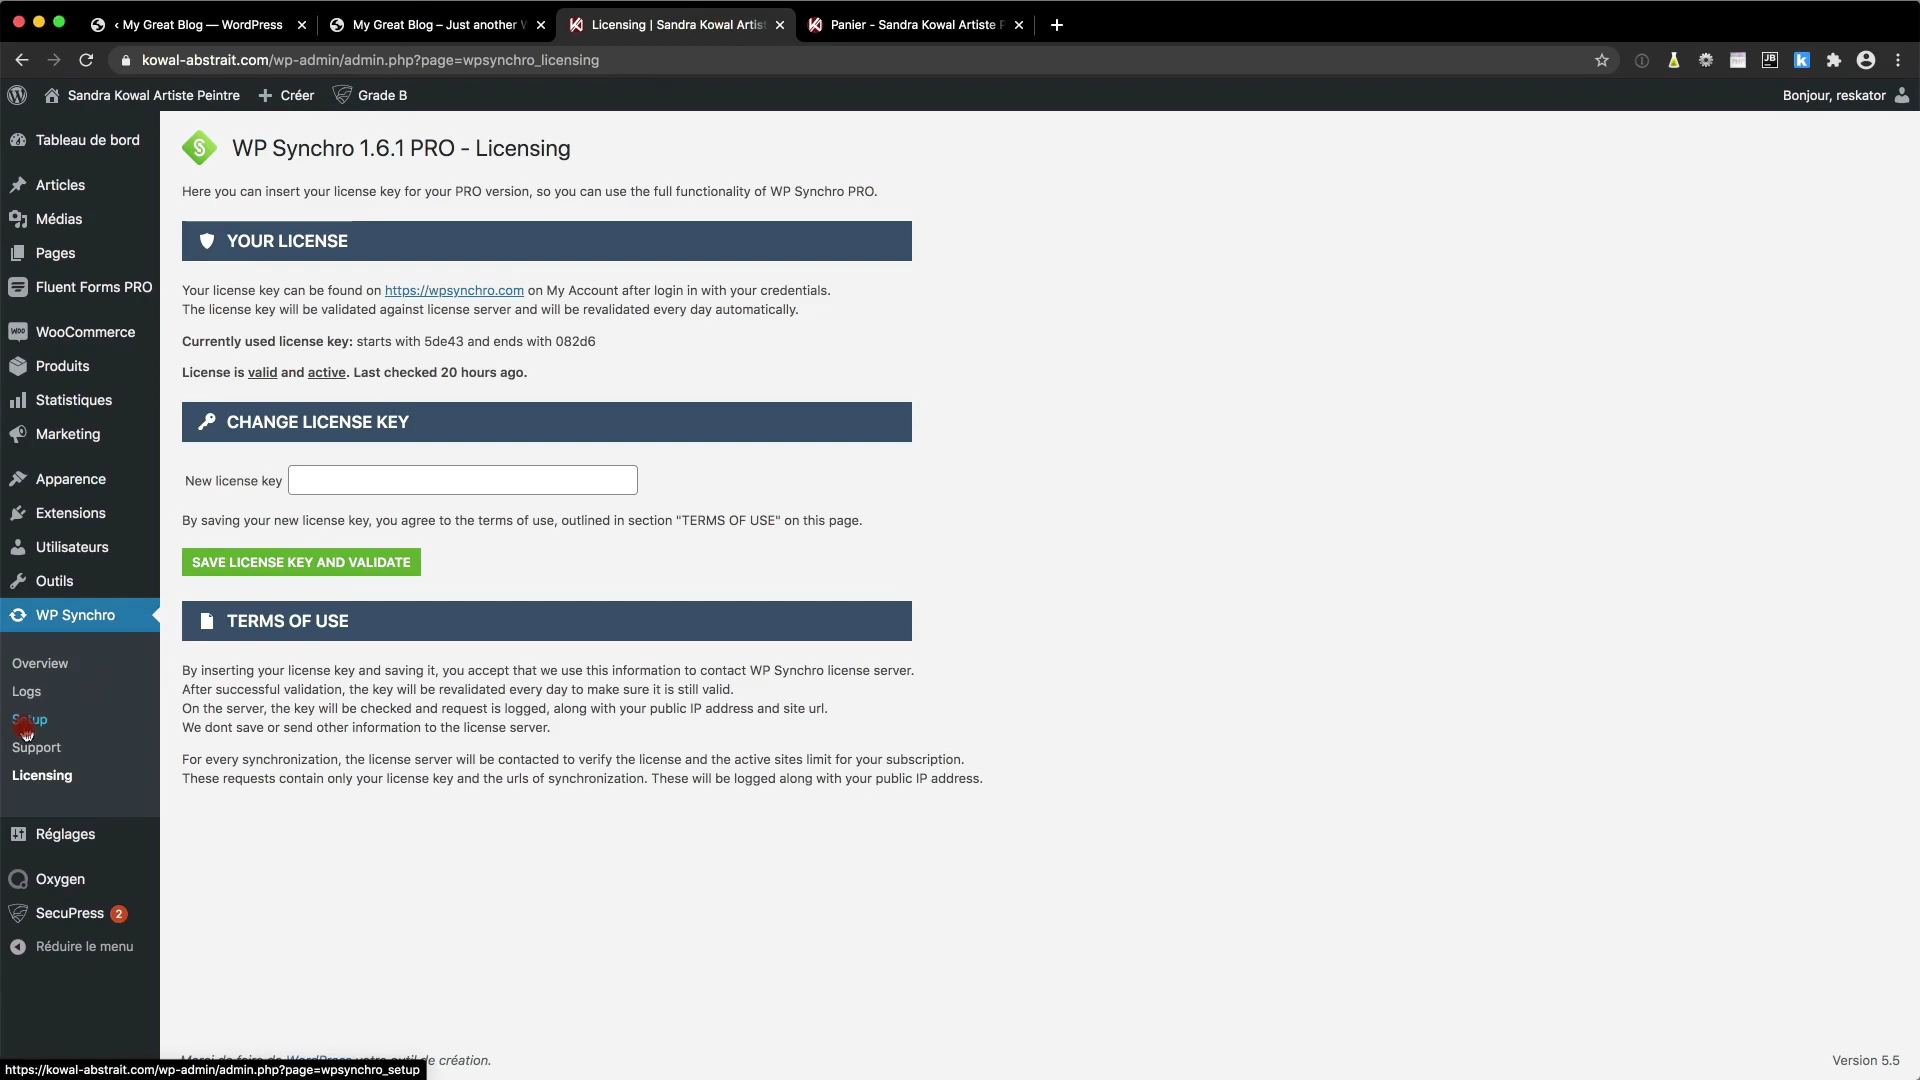 ‹ My Great Blog — WordPress
My Great Blog – Just another W
Licensing | Sandra Kowal Artist
Panier - Sandra Kowal Artiste P
kowal-abstrait.com/wp-admin/admin.php?page=wpsynchro_licensing
Sandra Kowal Artiste Peintre
Créer
Grade B
Bonjour, reskator
Tableau de bord
Articles
Médias
Pages
Fluent Forms PRO
WooCommerce
Produits
Statistiques
Marketing
Apparence
Extensions
Utilisateurs
Outils
WP Synchro
Overview
Logs
Setup
Support
Licensing
Réglages
Oxygen
SecuPress 2
Réduire le menu
WP Synchro 1.6.1 PRO - Licensing
Here you can insert your license key for your PRO version, so you can use the full functionality of WP Synchro PRO.
YOUR LICENSE
Your license key can be found on https://wpsynchro.com on My Account after login in with your credentials.
The license key will be validated against license server and will be revalidated every day automatically.
Currently used license key: starts with 5de43 and ends with 082d6
License is valid and active. Last checked 20 hours ago.
CHANGE LICENSE KEY
New license key
By saving your new license key, you agree to the terms of use, outlined in section "TERMS OF USE" on this page.
SAVE LICENSE KEY AND VALIDATE
TERMS OF USE
By inserting your license key and saving it, you accept that we use this information to contact WP Synchro license server.
After successful validation, the key will be revalidated every day to make sure it is still valid.
On the server, the key will be checked and request is logged, along with your public IP address and site url.
We dont save or send other information to the license server.
For every synchronization, the license server will be contacted to verify the license and the active sites limit for your subscription.
These requests contain only your license key and the urls of synchronization. These will be logged along with your public IP address.
Merci de faire de WordPress votre outil de création.
Version 5.5
https://kowal-abstrait.com/wp-admin/admin.php?page=wpsynchro_setup